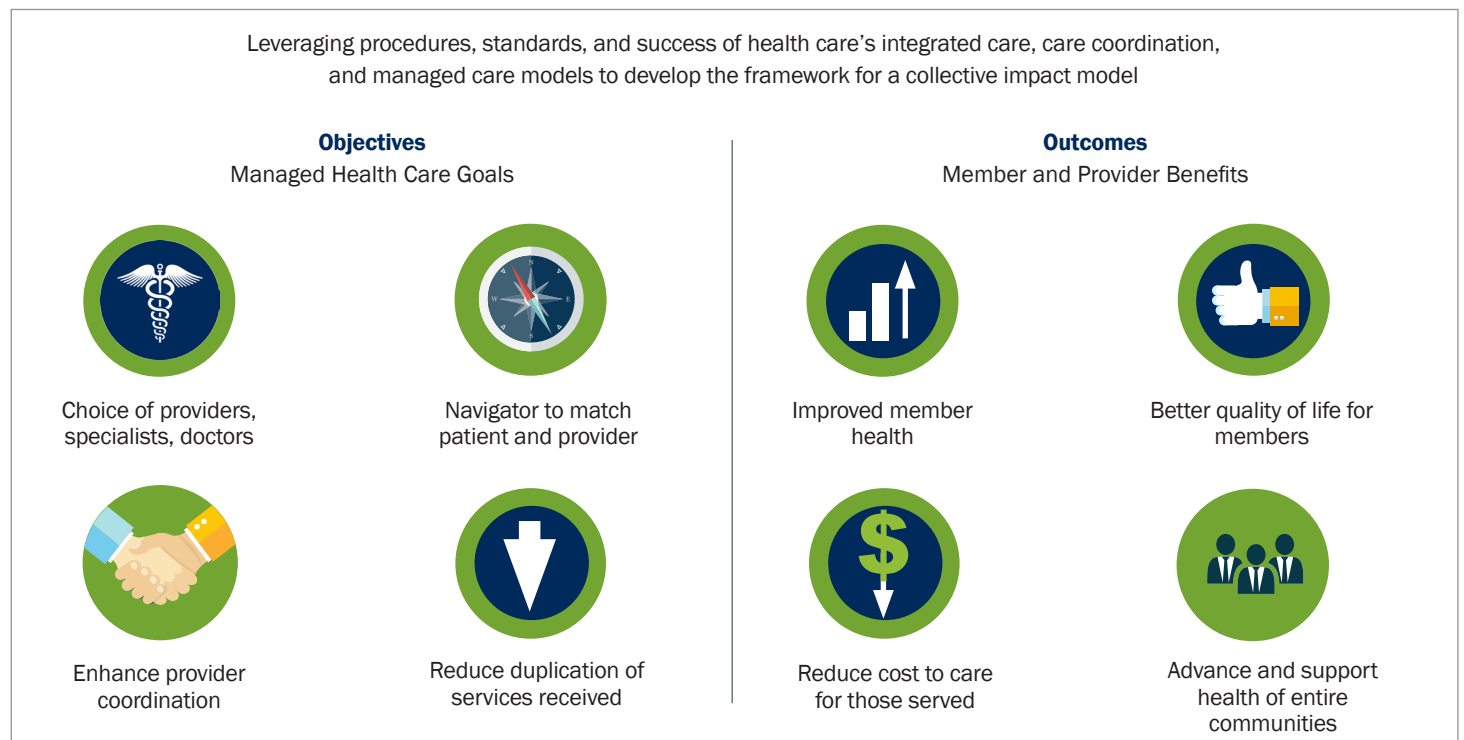 Leveraging procedures, standards, and success of health care's integrated care, care coordination,
and managed care models to develop the framework for a collective impact model
Objectives
Managed Health Care Goals
Choice of providers,
specialists, doctors
N
E
S
W
Navigator to match
patient and provider
Enhance provider
coordination
Reduce duplication of
services received
Outcomes
Member and Provider Benefits
Improved member
health
Better quality of life for
members
$
Reduce cost to care
for those served
Advance and support
health of entire
communities